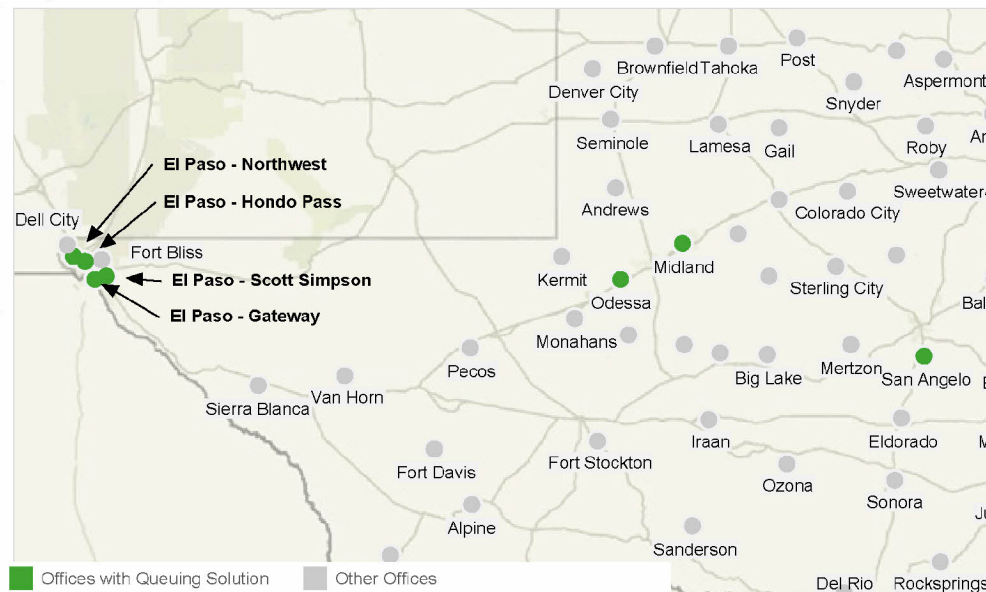 Brownfield
Tahoka
Post
Aspermont
Denver City
Snyder
Seminole
Lamesa
Gail
Roby
El Paso - Northwest
Sweetwater
El Paso - Hondo Pass
Andrews
Colorado City
Dell City
Fort Bliss
Midland
El Paso - Scott Simpson
Kermit
Sterling City
Odessa
El Paso - Gateway
Monahans
Pecos
Big Lake
Mertzon
San Angelo
Sierra Blanca
Van Horn
Iraan
Eldorado
Fort Davis
Fort Stockton
Ozona
Sonora
Alpine
Sanderson
Offices with Queuing Solution
Other Offices
Del Rio
Rocksprings